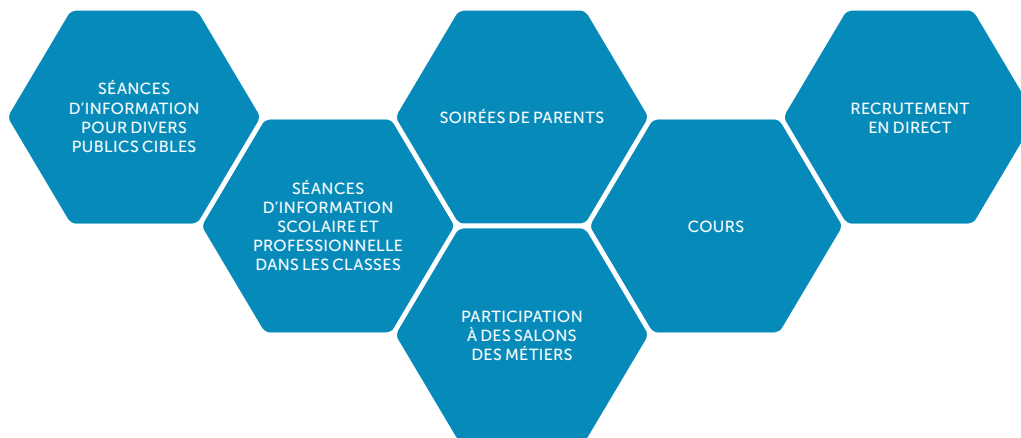 SÉANCES
D'INFORMATION
POUR DIVERS
PUBLICS CIBLES
SÉANCES
D'INFORMATION
SCOLAIRE ET
PROFESSIONNELLE
DANS LES CLASSES
SOIRÉES DE PARENTS
PARTICIPATION
À DES SALONS
DES MÉTIERS
COURS
RECRUTEMENT
EN DIRECT